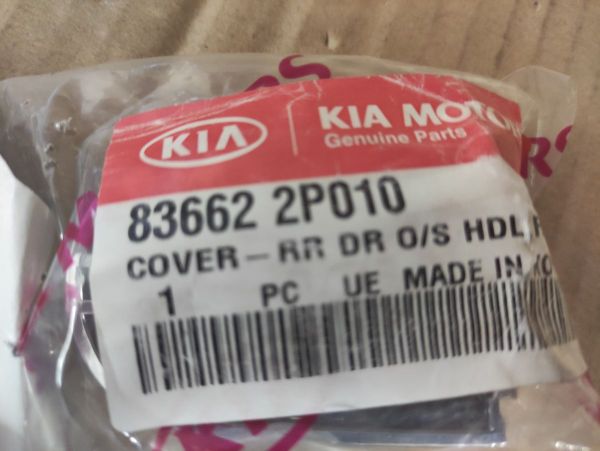 KIA
KIA MOTO
Genuine Parts
83662 2P010
COVER-RR DR O/S HDL
1 PC UE MADE IN